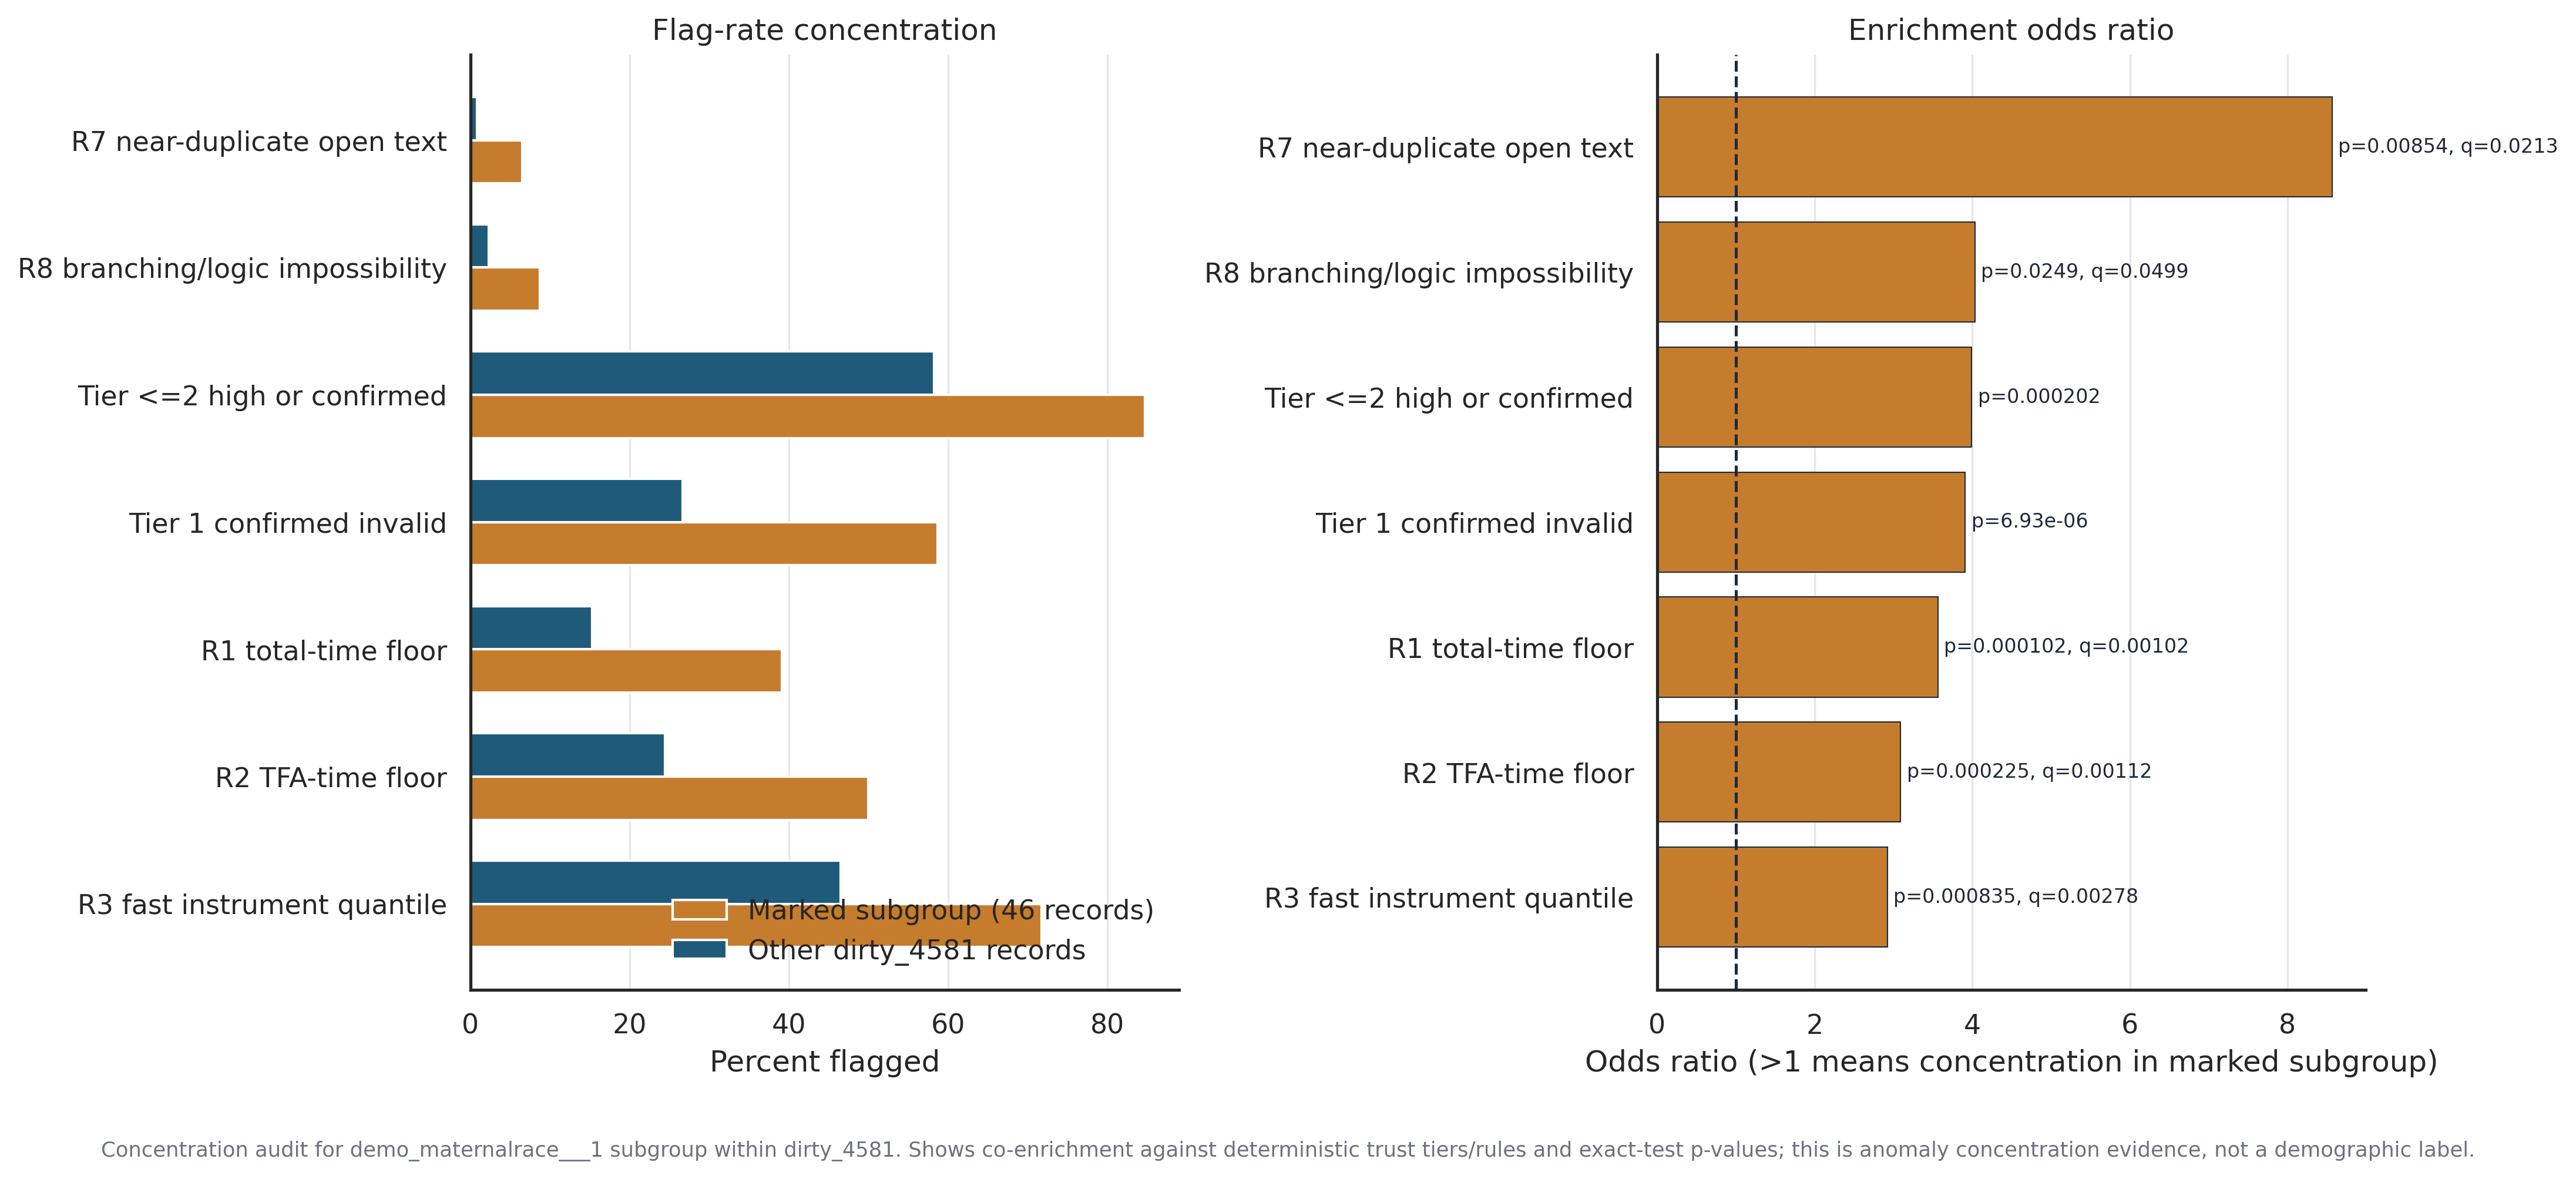 Flag-rate concentration
R7 near-duplicate open text
R8 branching/logic impossibility
Tier <=2 high or confirmed
Tier 1 confirmed invalid
R1 total-time floor
R2 TFA-time floor
R3 fast instrument quantile
Marked subgroup (46 records)
Other dirty_4581 records
0 20 40 60 80
Percent flagged
Enrichment odds ratio
R7 near-duplicate open text p=0.00854, q=0.0213
R8 branching/logic impossibility p=0.0249, q=0.0499
Tier <=2 high or confirmed p=0.000202
Tier 1 confirmed invalid p=6.93e-06
R1 total-time floor p=0.000102, q=0.00102
R2 TFA-time floor p=0.000225, q=0.00112
R3 fast instrument quantile p=0.000835, q=0.00278
0 2 4 6 8
Odds ratio (>1 means concentration in marked subgroup)
Concentration audit for demo_maternalrace___1 subgroup within dirty_4581. Shows co-enrichment against deterministic trust tiers/rules and exact-test p-values; this is anomaly concentration evidence, not a demographic label.